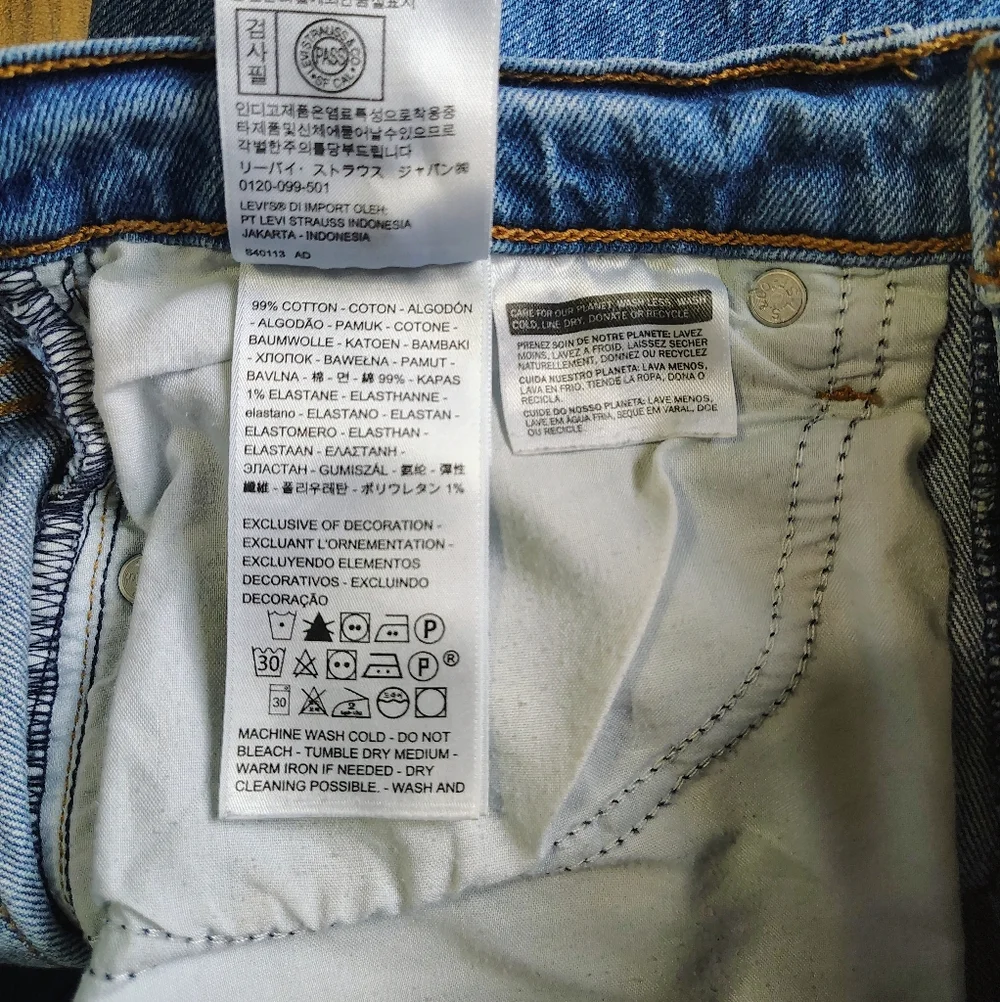 검사필
LEVI STRAUSS & CO
PASS
SF CAL
인디고제품은염료특성으로착용중
타제품및신체에물어날수있으므로
각별한주의를당부드립니다
リーバイ・ストラウス ジャパン㈱
0120-099-501
LEVI'S® DI IMPORT OLEH:
PT LEVI STRAUSS INDONESIA
JAKARTA - INDONESIA
S40113 AD
99% COTTON - COTON - ALGODÓN
- ALGODÃO - PAMUK - COTONE -
BAUMWOLLE - KATOEN - BAMBAKI
- ХЛОПОК - BAWEŁNA - PAMUT -
BAVLNA - 棉 - 면 - 綿 99% - KAPAS
1% ELASTANE - ELASTHANNE -
elastano - ELASTANO - ELASTAN -
ELASTOMERO - ELASTHAN -
ELASTAAN - ΕΛΑΣΤΑΝΗ -
ЭЛАСТАН - GUMISZÁL - 氨纶 - 彈性
纖維 - 폴리우레탄 - ポリウレタン 1%
EXCLUSIVE OF DECORATION -
EXCLUANT L'ORNEMENTATION -
EXCLUYENDO ELEMENTOS
DECORATIVOS - EXCLUINDO
DECORAÇÃO
P
30 P ®
30 2
MACHINE WASH COLD - DO NOT
BLEACH - TUMBLE DRY MEDIUM -
WARM IRON IF NEEDED - DRY
CLEANING POSSIBLE. - WASH AND
CARE FOR OUR PLANET: WASH LESS, WASH
COLD, LINE DRY, DONATE OR RECYCLE
PRENEZ SOIN DE NOTRE PLANETE: LAVEZ
MOINS, LAVEZ A FROID, LAISSEZ SECHER
NATURELLEMENT, DONNEZ OU RECYCLEZ
CUIDA NUESTRO PLANETA: LAVA MENOS,
LAVA EN FRIO, TIENDE LA ROPA, DONA O
RECICLA.
CUIDE DO NOSSO PLANETA: LAVE MENOS,
LAVE EM AGUA FRIA, SEQUE EM VARAL, DOE
OU RECICLE.